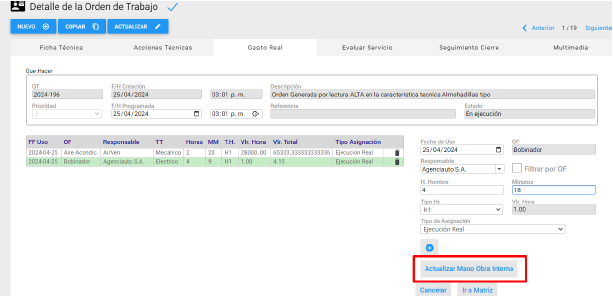 Detalle de la Orden de Trabajo
NUEVO COPIAR ACTUALIZAR Anterior 1 / 19 Siguiente
Ficha Técnica Acciones Técnicas Gasto Real Evaluar Servicio Seguimiento Cierre Multimedia
Que Hacer
OT F/H Creación Descripción
2024-196 25/04/2024 03:01 p. m. Orden Generada por lectura ALTA en la caracteristica tecnica Almohadillas tipo
Prioridad F/H Programada Referencia Estado
2 25/04/2024 03:01 p. m. En ejecución
FF Uso OF Responsable TT Horas MM T.H. Vlr. Hora Vlr. Total Tipo Asignación
2024-04-25 Aire Acondic. AirVen Mecánico 2 20 H1 28000.00 65333.333333333336 Ejecución Real
2024-04-25 Bobinador Agenciauto S.A. Electrico 4 9 H1 1.00 4.15 Ejecución Real
Fecha de Uso OF
25/04/2024 Bobinador
Responsable
Agenciauto S.A. Filtrar por OF
H. Hombre Minutos
4 18
Tipo Hr. Vlr. Hora
H1 1.00
Tipo de Asignación
Ejecución Real
Actualizar Mano Obra Interna
Cancelar Ir a Matriz